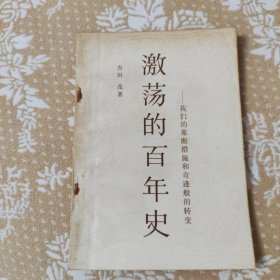 激荡的百年史
——我们的果断措施和奇迹般的转变
吉田茂著